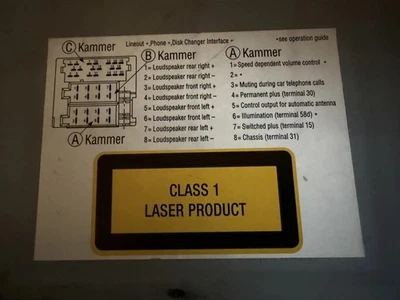 C Kammer
Lineout *,Phone *,Disk Changer Interface *
*see operation guide
B Kammer
1= Loudspeaker rear right +
2= Loudspeaker rear right –
3= Loudspeaker front right +
4= Loudspeaker front right –
5= Loudspeaker front left +
6= Loudspeaker front left –
7= Loudspeaker rear left +
8= Loudspeaker rear left –
A Kammer
1= Speed dependent volume control *
2= *
3= Muting during car telephone calls
4= Permanent plus (terminal 30)
5= Control output for automatic antenna
6= Illumination (terminal 58d) *
7= Switched plus (terminal 15)
8= Chassis (terminal 31)
A Kammer
CLASS 1
LASER PRODUCT